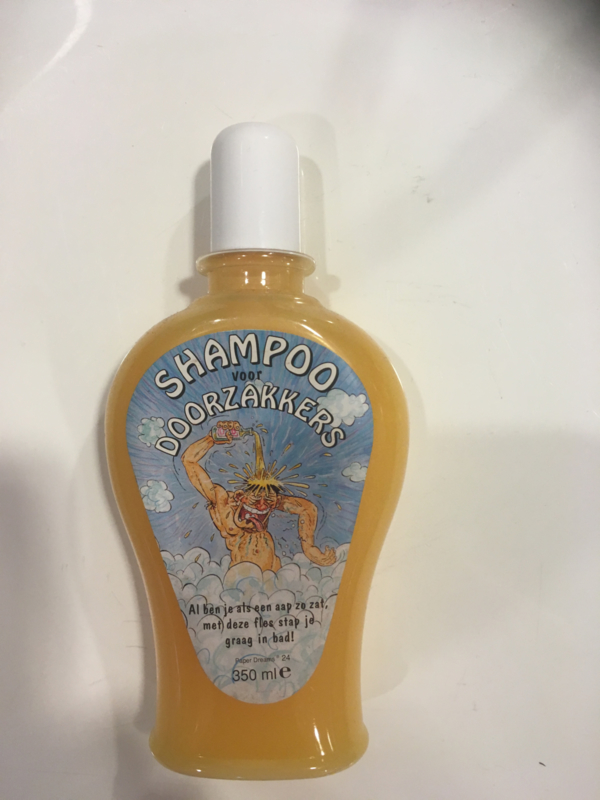 SHAMPOO
voor
DOORZAKKERS
Al ben je als een aap zo zat,
met deze fles stap je
graag in bad!
Paper Dreams® 24
350 ml e